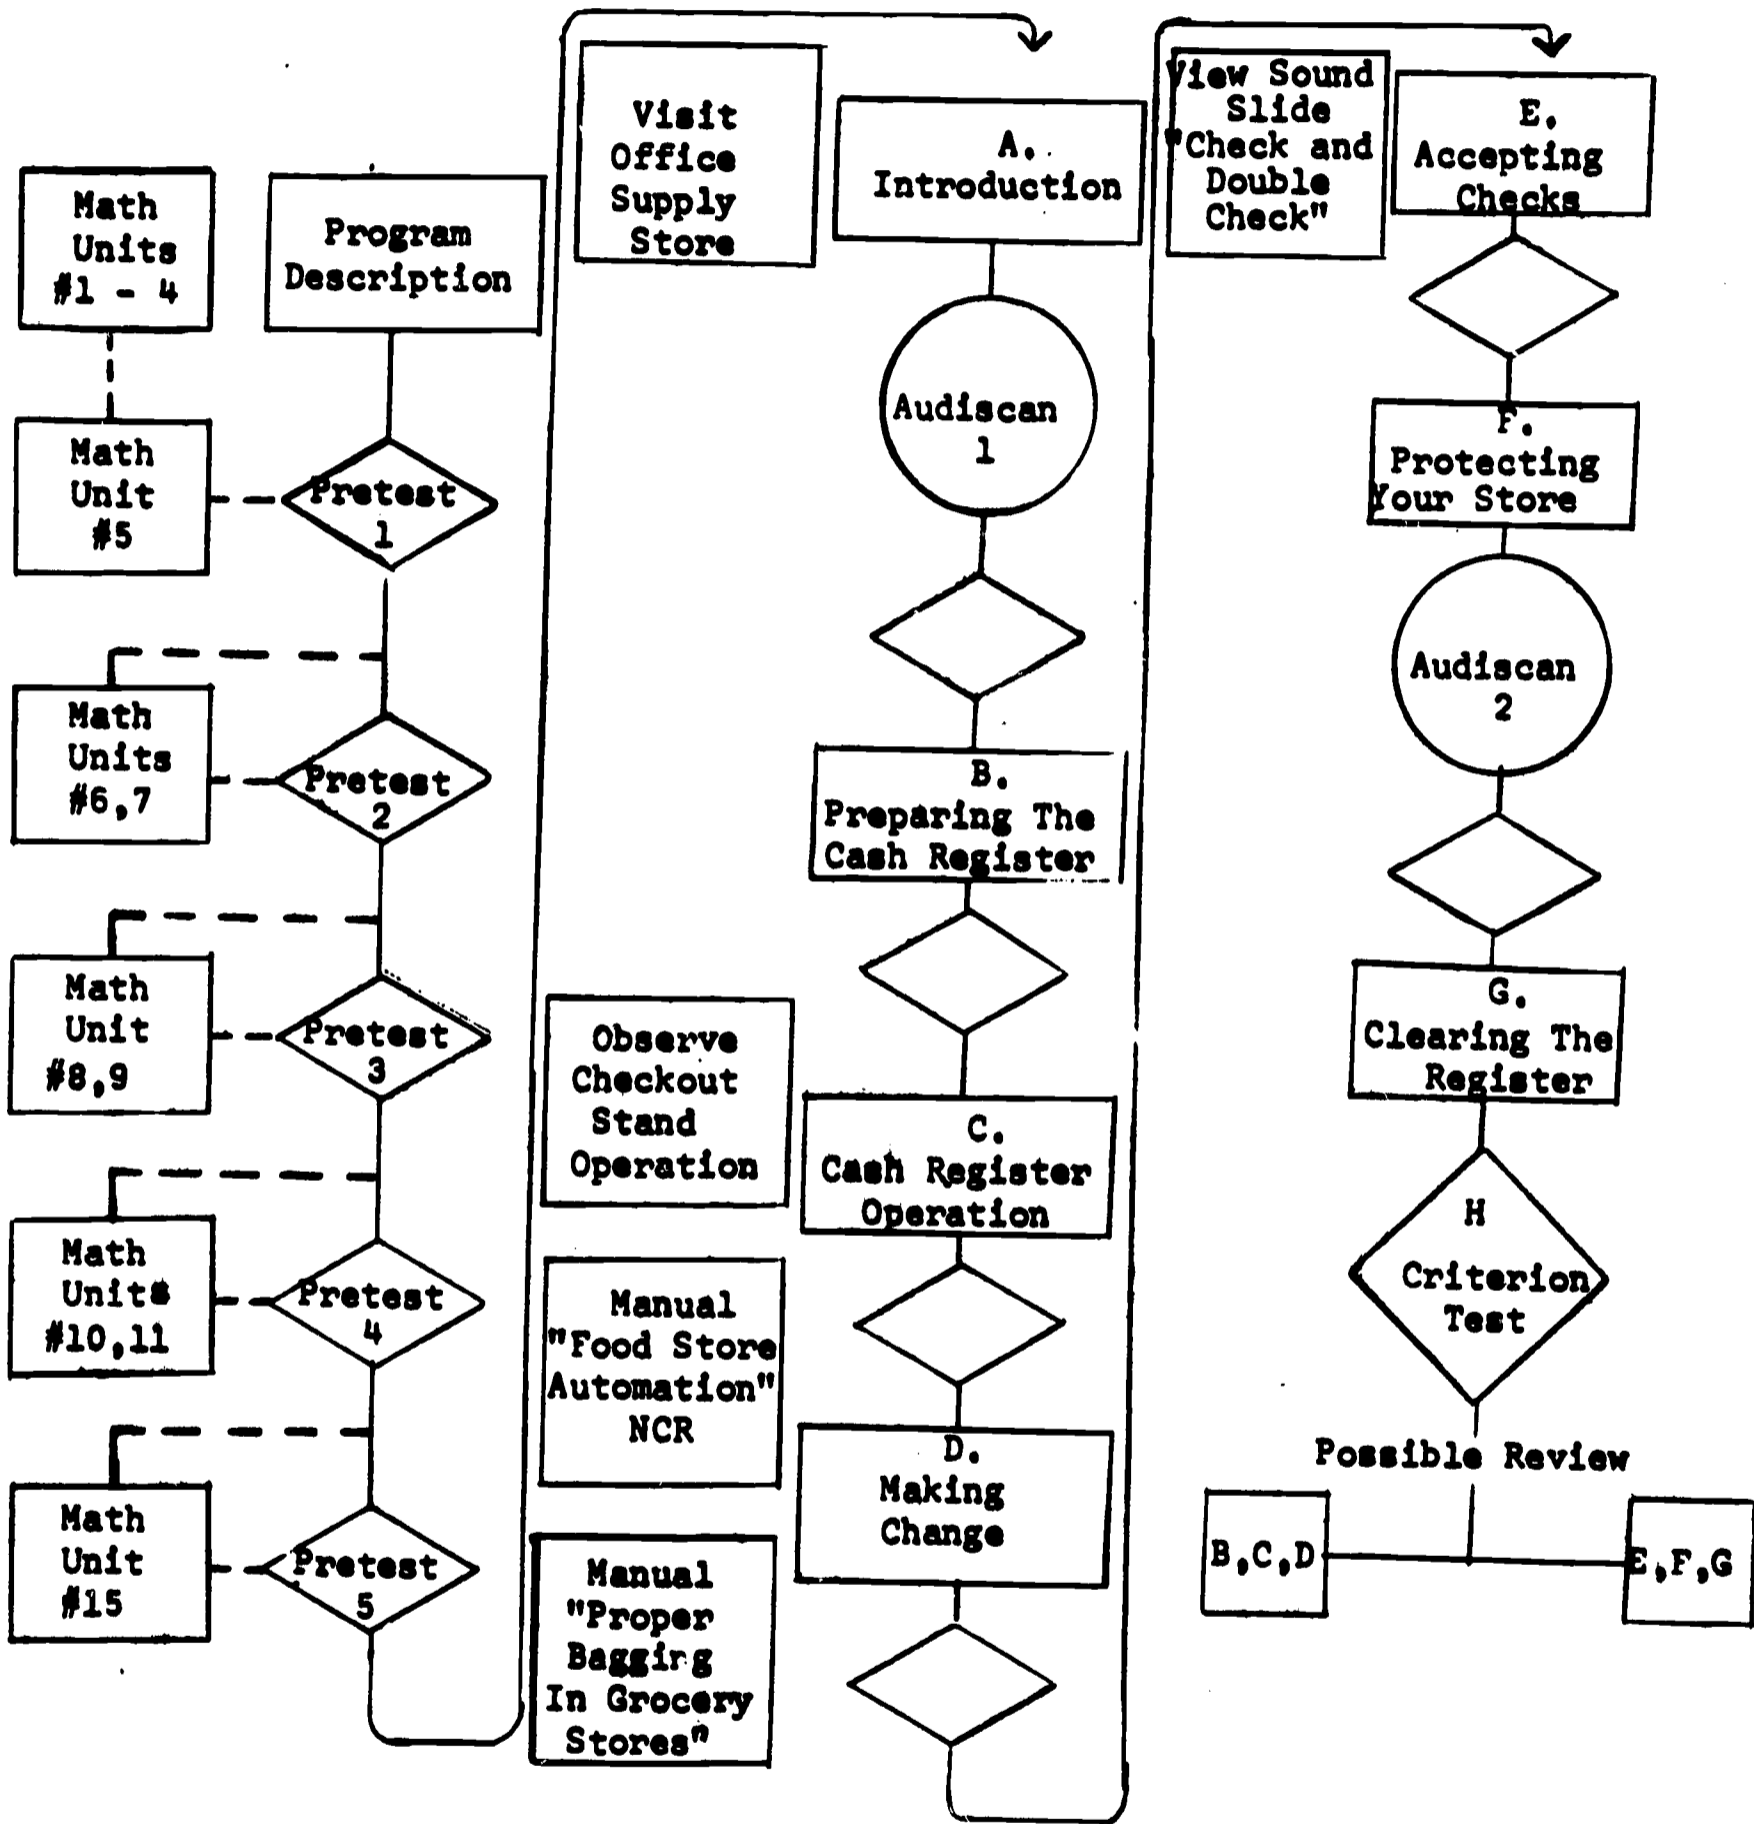 Math
Units
#1 - 4
Program
Description
Math
Unit
#5
Pretest
1
Math
Units
#6,7
Pretest
2
Math
Unit
#8,9
Pretest
3
Math
Units
#10,11
Pretest
4
Math
Unit
#15
Pretest
5
Visit
Office
Supply
Store
A.
Introduction
Audiscan
1
B.
Preparing The
Cash Register
Observe
Checkout
Stand
Operation
C.
Cash Register
Operation
Manual
"Food Store
Automation"
NCR
D.
Making
Change
Manual
"Proper
Bagging
In Grocery
Stores"
View Sound
Slide
"Check and
Double
Check"
E.
Accepting
Checks
F.
Protecting
Your Store
Audiscan
2
G.
Clearing The
Register
H
Criterion
Test
Possible Review
B,C,D
E,F,G